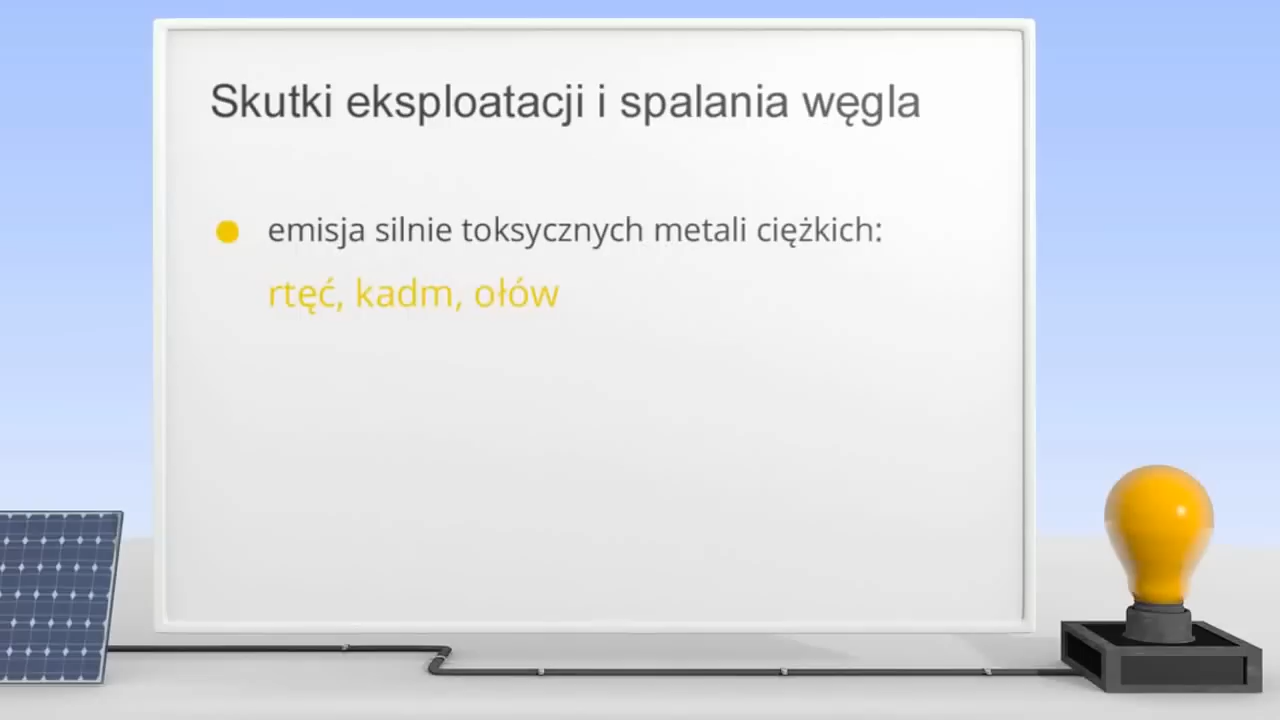 Skutki eksploatacji i spalania węgla
emisja silnie toksycznych metali ciężkich:
rtęć, kadm, ołów